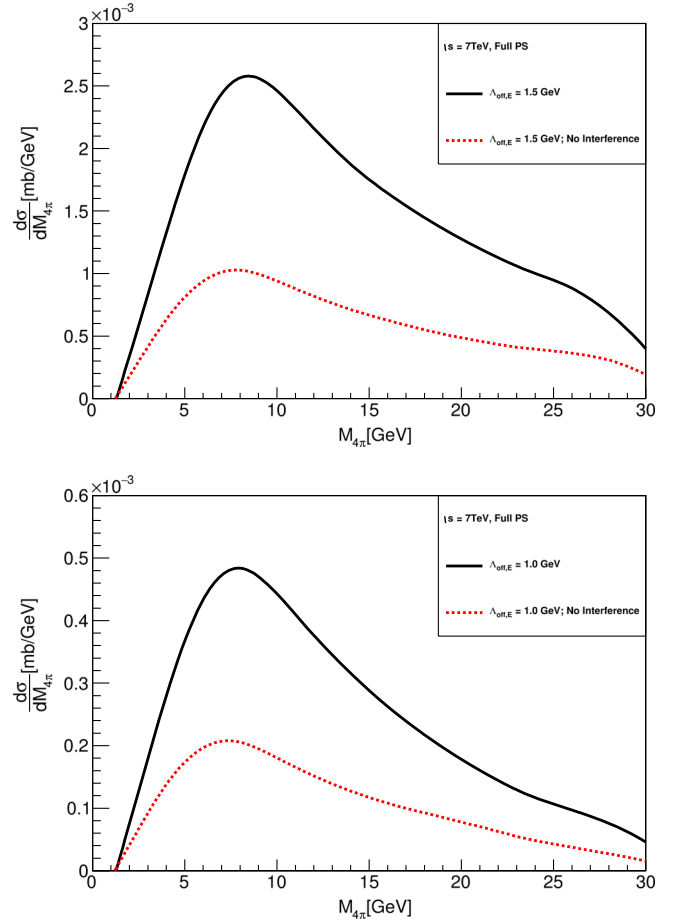 ×10⁻³
3
2.5
2
1.5
1
0.5
0
dσ/dM₄π [mb/GeV]
√s = 7TeV, Full PS
Λoff,E = 1.5 GeV
Λoff,E = 1.5 GeV; No Interference
0 5 10 15 20 25 30
M₄π[GeV]
×10⁻³
0.6
0.5
0.4
0.3
0.2
0.1
0
dσ/dM₄π [mb/GeV]
√s = 7TeV, Full PS
Λoff,E = 1.0 GeV
Λoff,E = 1.0 GeV; No Interference
0 5 10 15 20 25 30
M₄π[GeV]